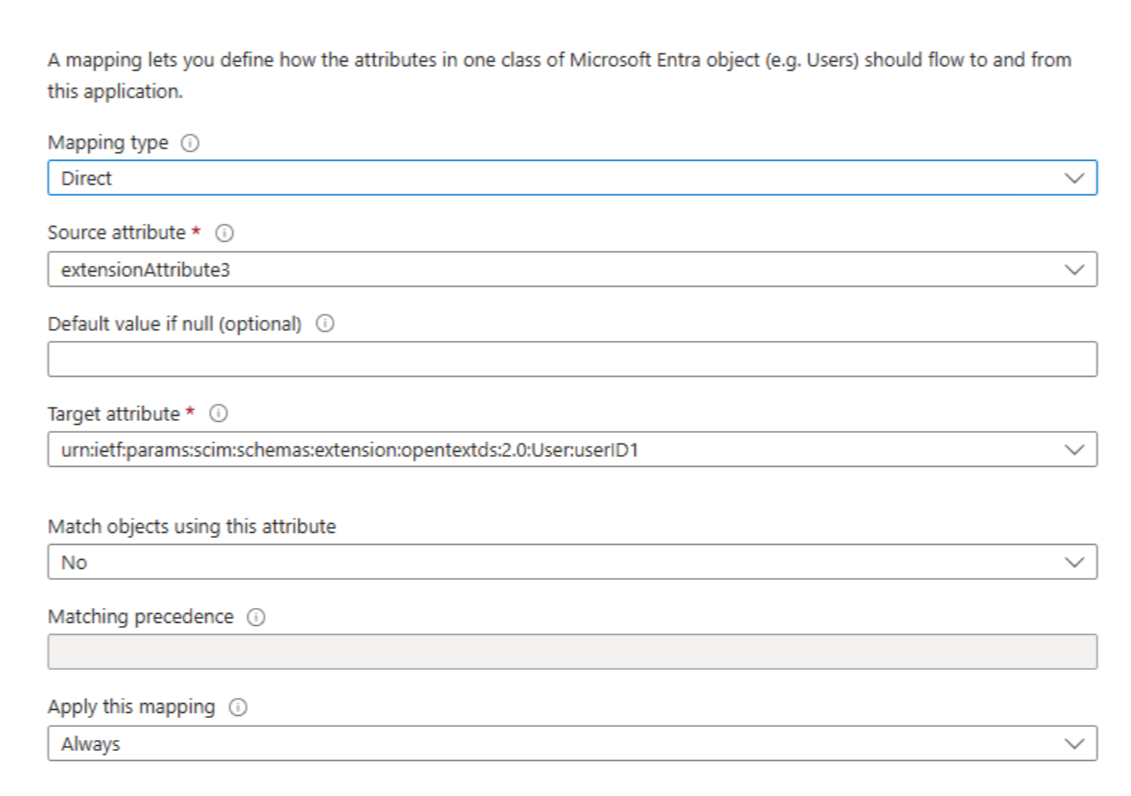 A mapping lets you define how the attributes in one class of Microsoft Entra object (e.g. Users) should flow to and from
this application.
Mapping type
Direct
Source attribute *
extensionAttribute3
Default value if null (optional)
Target attribute *
urn:ietf:params:scim:schemas:extension:opentextds:2.0:User:userID1
Match objects using this attribute
No
Matching precedence
Apply this mapping
Always